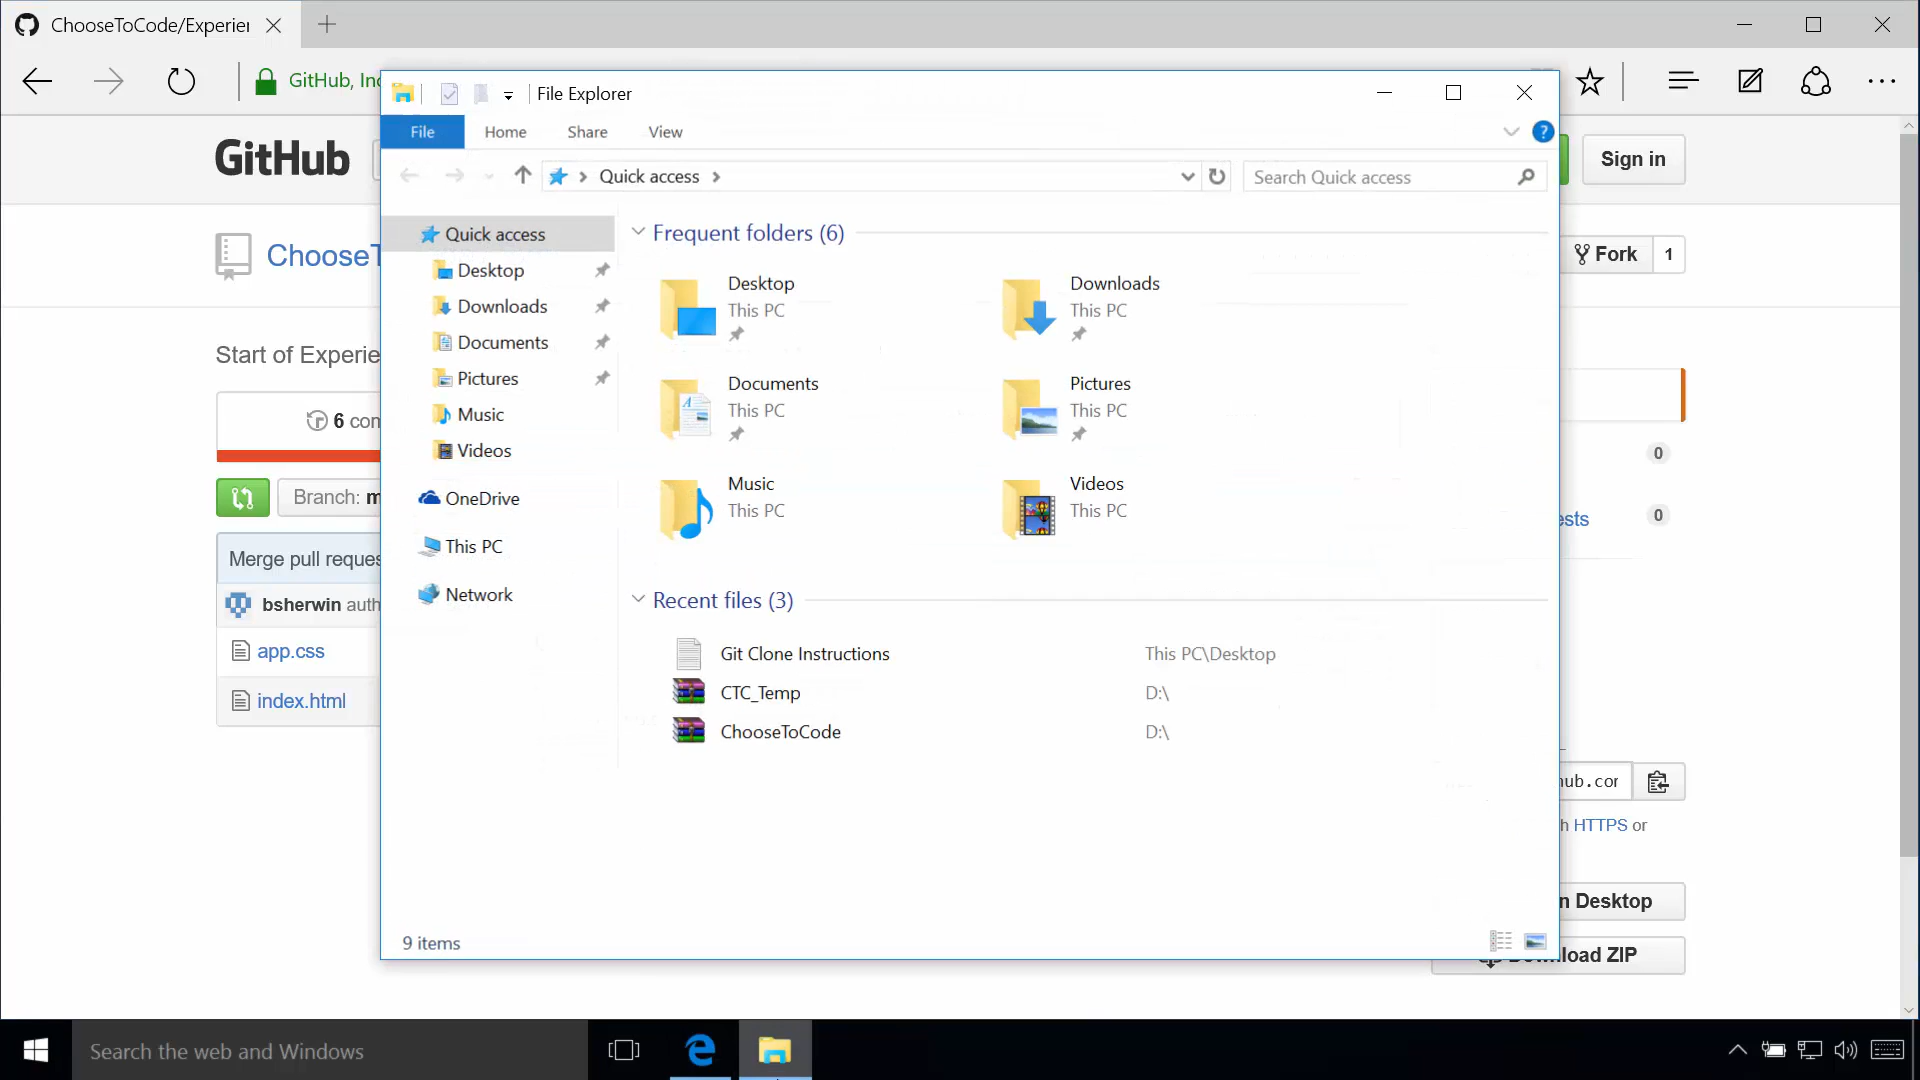 ChooseToCode/Experien
GitHub, Inc
File Explorer
File Home Share View
?
GitHub
Quick access
Search Quick access
Sign in
Quick access
Desktop
Downloads
Documents
Pictures
Music
Videos
OneDrive
This PC
Network
Frequent folders (6)
Desktop
This PC
Downloads
This PC
Documents
This PC
Pictures
This PC
Music
This PC
Videos
This PC
Recent files (3)
Git Clone Instructions This PC\Desktop
CTC_Temp D:\
ChooseToCode D:\
9 items
ChooseT
Fork 1
Start of Experie
6 con
0
Branch: m
ests 0
Merge pull reques
bsherwin auth
app.css
index.html
hub.cor
h HTTPS or
n Desktop
Download ZIP
Search the web and Windows